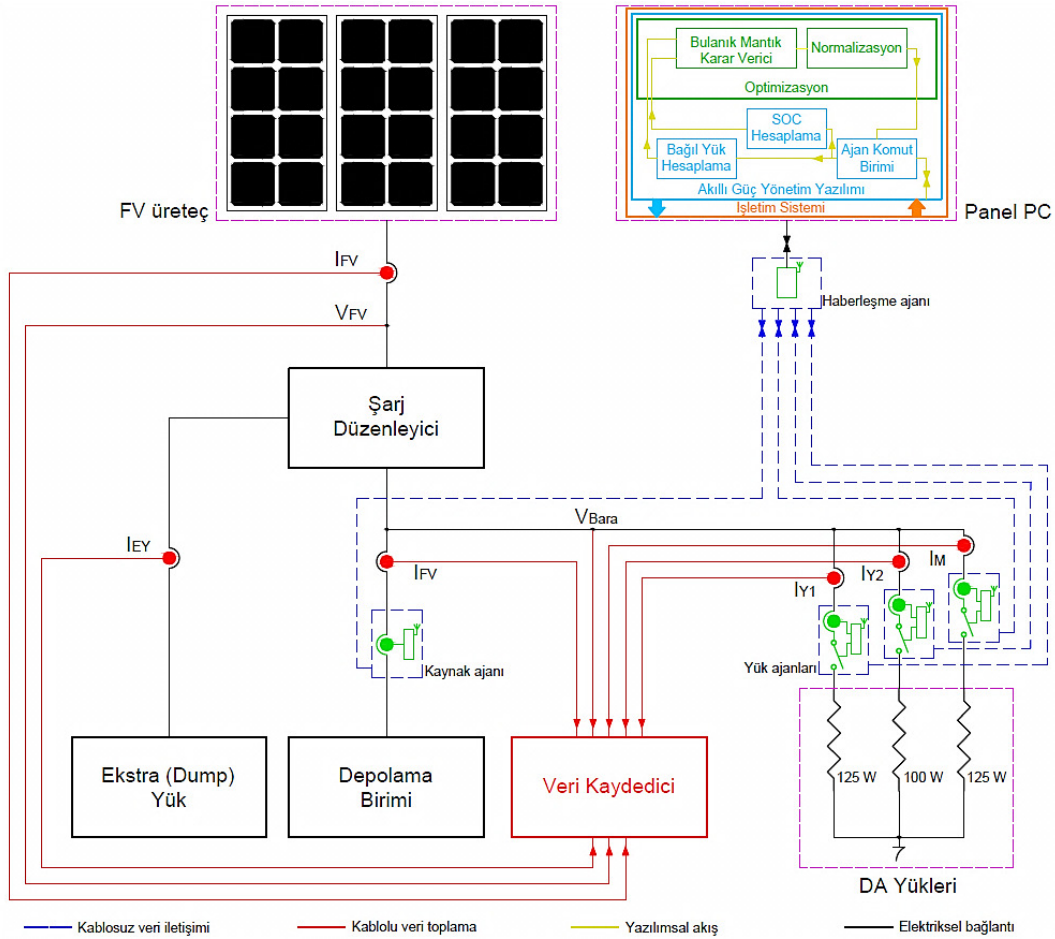 Bulanık Mantık
Karar Verici
Normalizasyon
Optimizasyon
SOC
Hesaplama
Bağıl Yük
Hesaplama
Ajan Komut
Birimi
Akıllı Güç Yönetim Yazılımı
İşletim Sistemi
FV üreteç
Panel PC
IFV
VFV
Haberleşme ajanı
Şarj
Düzenleyici
VBara
IEY
IFV
IY1
IY2
IM
Kaynak ajanı
Yük ajanları
Ekstra (Dump)
Yük
Depolama
Birimi
Veri Kaydedici
125 W
100 W
125 W
DA Yükleri
Kablosuz veri iletişimi
Kablolu veri toplama
Yazılımsal akış
Elektriksel bağlantı